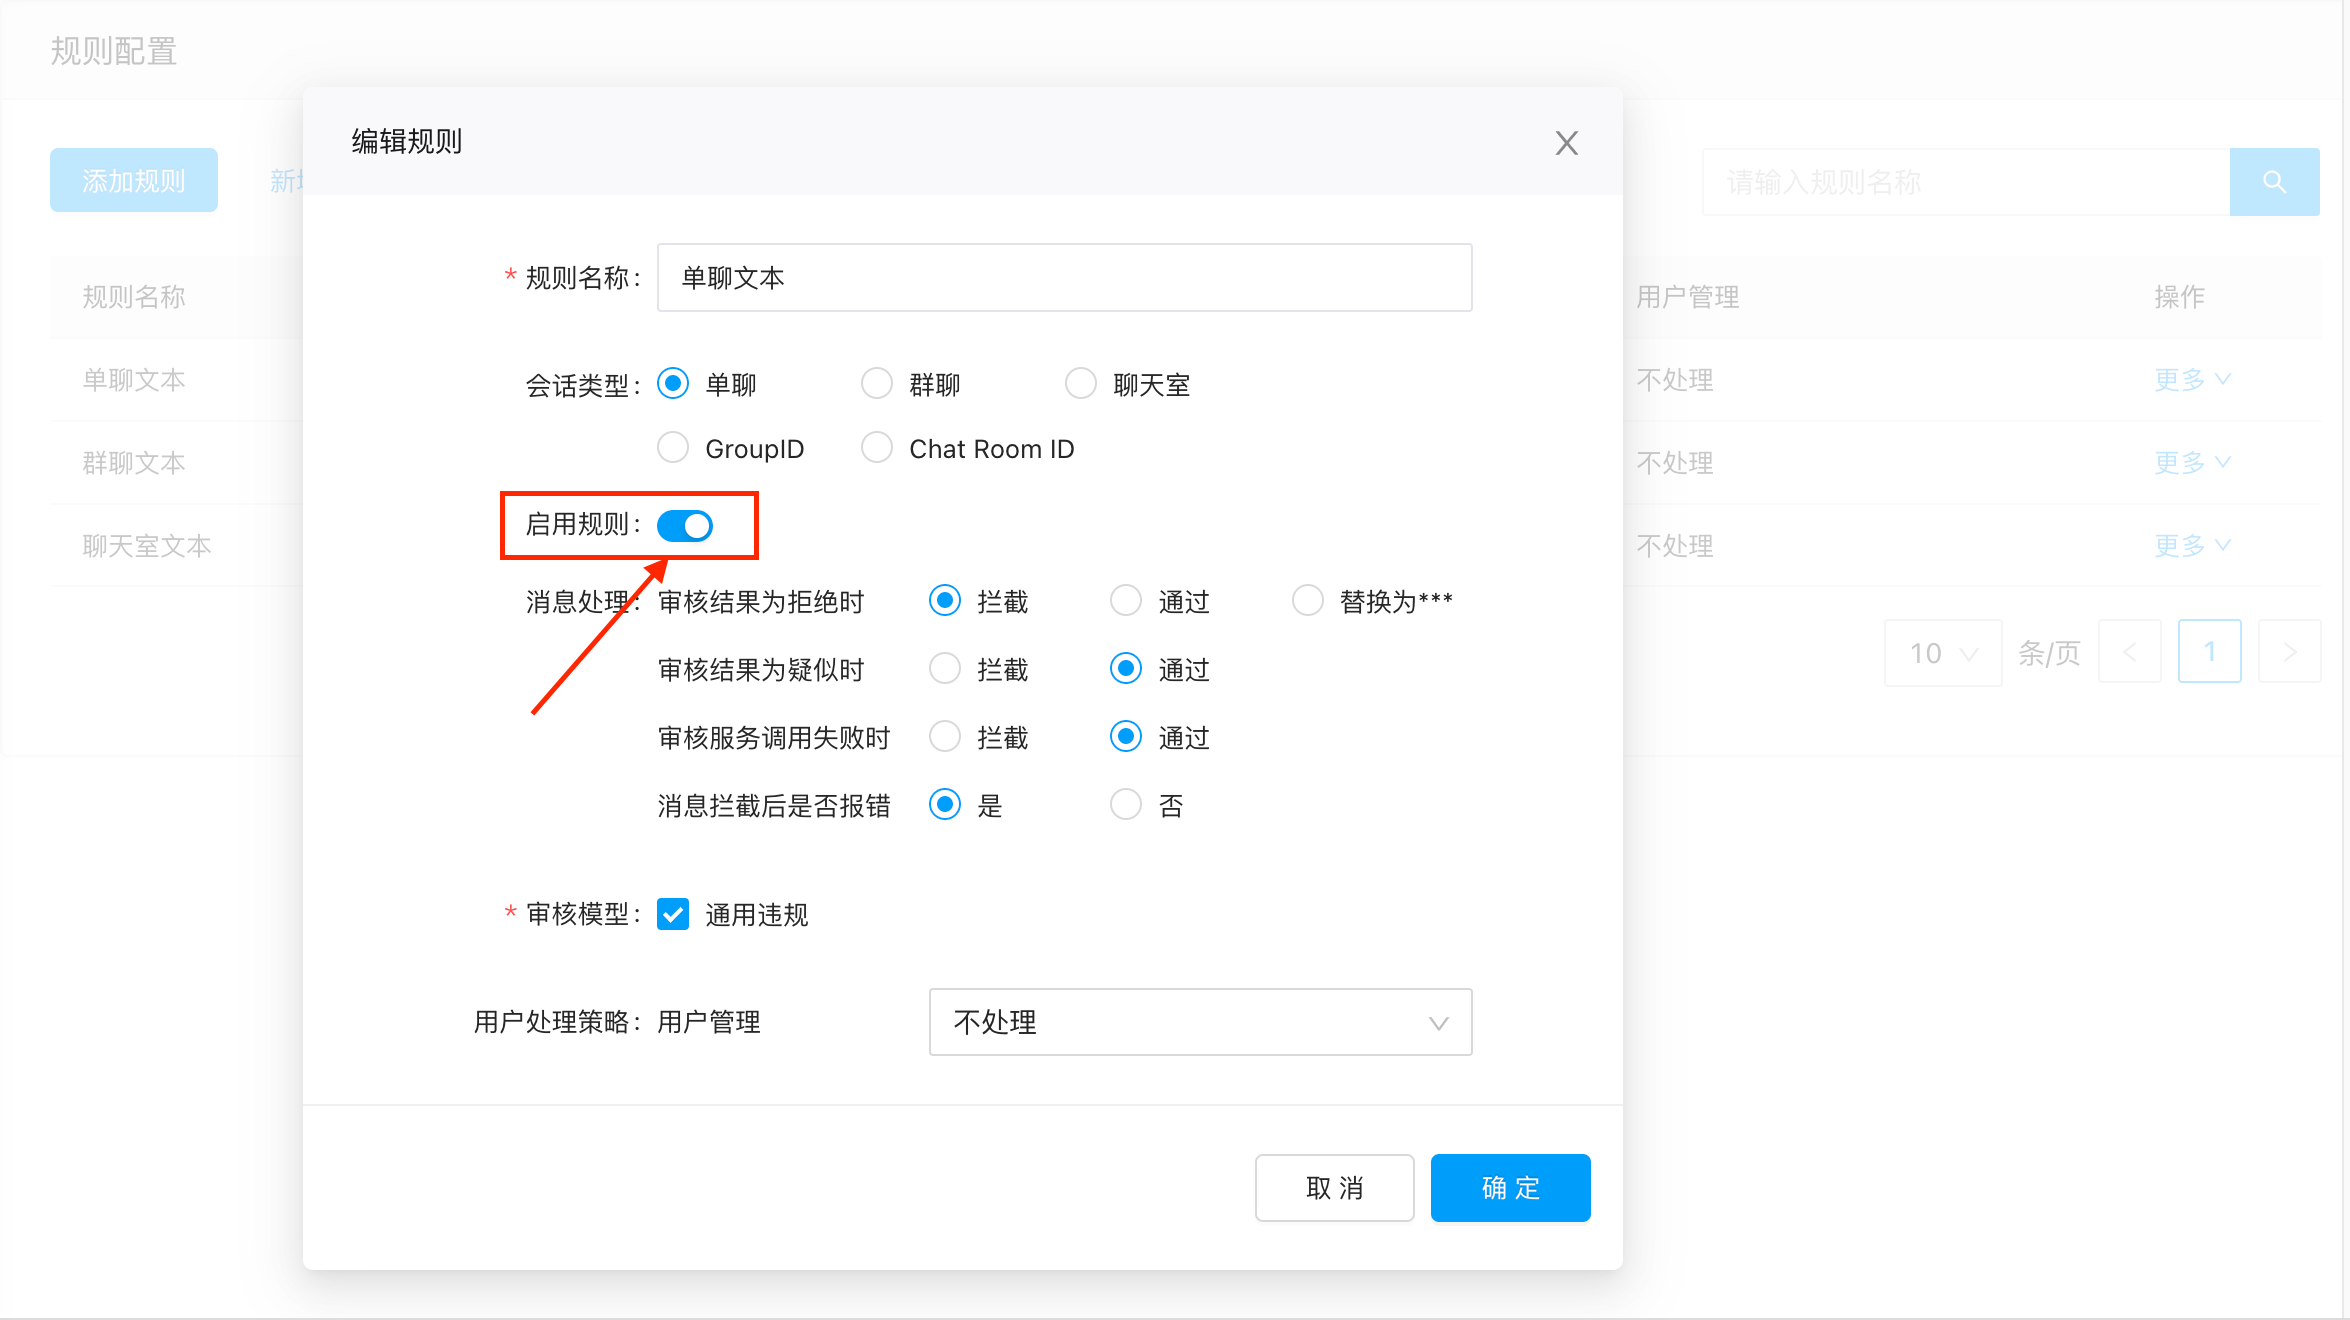 规则配置
添加规则
新增
请输入规则名称
规则名称
用户管理
操作
单聊文本
不处理
更多
群聊文本
不处理
更多
聊天室文本
不处理
更多
10
条/页
<
1
>
编辑规则
X
* 规则名称:
单聊文本
会话类型:
单聊
群聊
聊天室
GroupID
Chat Room ID
启用规则:
消息处理:
审核结果为拒绝时
拦截
通过
替换为***
审核结果为疑似时
拦截
通过
审核服务调用失败时
拦截
通过
消息拦截后是否报错
是
否
* 审核模型:
通用违规
用户处理策略:
用户管理
不处理
取 消
确 定